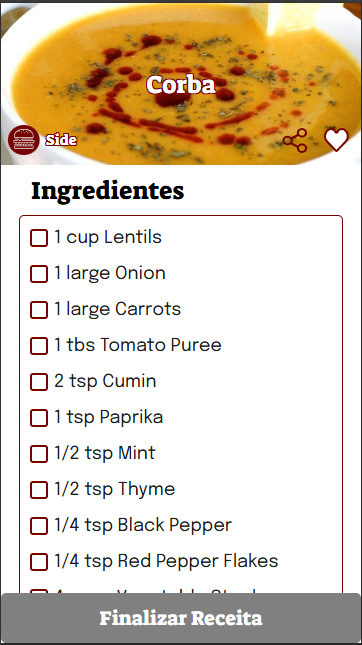 Corba
Side
Ingredientes
1 cup Lentils
1 large Onion
1 large Carrots
1 tbs Tomato Puree
2 tsp Cumin
1 tsp Paprika
1/2 tsp Mint
1/2 tsp Thyme
1/4 tsp Black Pepper
1/4 tsp Red Pepper Flakes
Finalizar Receita